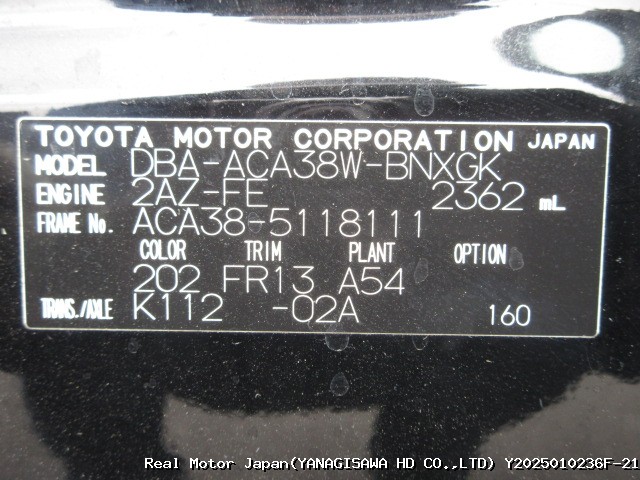 TOYOTA MOTOR CORPORATION JAPAN
MODEL DBA-ACA38W-BNXGK
ENGINE 2AZ-FE 2362 mL
FRAME No. ACA38-5118111
COLOR TRIM PLANT OPTION
202 FR13 A54
TRANS./AXLE K112 -02A 160
Real Motor Japan(YANAGISAWA HD CO.,LTD) Y2025010236F-21